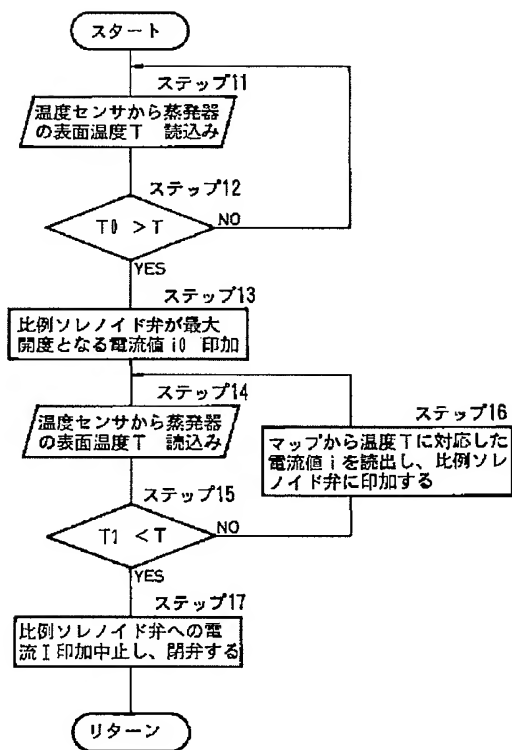 スタート
ステップ11
温度センサから蒸発器
の表面温度T 読込み
ステップ12
T0 > T
NO
YES
ステップ13
比例ソレノイド弁が最大
開度となる電流値 i0 印加
ステップ14
温度センサから蒸発器
の表面温度T 読込み
ステップ16
マップから温度Tに対応した
電流値 i を読出し、比例ソレ
ノイド弁に印加する
ステップ15
T1 < T
NO
YES
ステップ17
比例ソレノイド弁への電
流I印加中止し、閉弁する
リターン